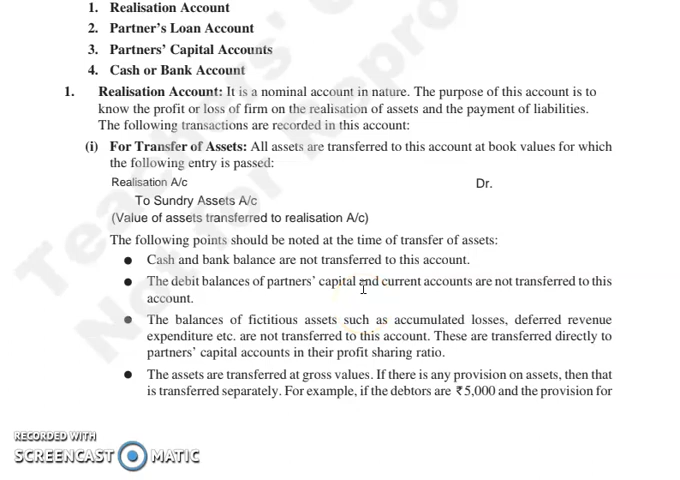 1. Realisation Account
2. Partner's Loan Account
3. Partners' Capital Accounts
4. Cash or Bank Account
1. Realisation Account: It is a nominal account in nature. The purpose of this account is to
know the profit or loss of firm on the realisation of assets and the payment of liabilities.
The following transactions are recorded in this account:
(i) For Transfer of Assets: All assets are transferred to this account at book values for which
the following entry is passed:
Realisation A/c Dr.
To Sundry Assets A/c
(Value of assets transferred to realisation A/c)
The following points should be noted at the time of transfer of assets:
● Cash and bank balance are not transferred to this account.
● The debit balances of partners' capital and current accounts are not transferred to this
account.
● The balances of fictitious assets such as accumulated losses, deferred revenue
expenditure etc. are not transferred to this account. These are transferred directly to
partners' capital accounts in their profit sharing ratio.
● The assets are transferred at gross values. If there is any provision on assets, then that
is transferred separately. For example, if the debtors are ₹5,000 and the provision for
RECORDED WITH
SCREENCAST MATIC